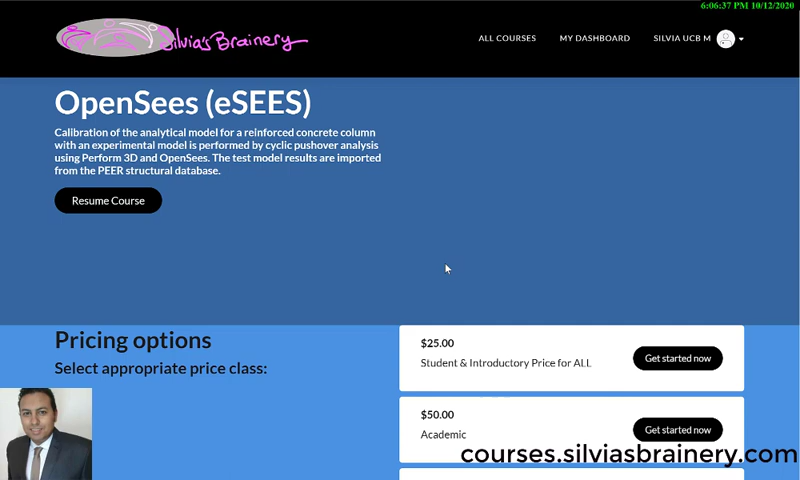 6:06:37 PM 10/12/2020
Silvia's Brainery
ALL COURSES
MY DASHBOARD
SILVIA UCB M
OpenSees (eSEES)
Calibration of the analytical model for a reinforced concrete column
with an experimental model is performed by cyclic pushover analysis
using Perform 3D and OpenSees. The test model results are imported
from the PEER structural database.
Resume Course
Pricing options
Select appropriate price class:
$25.00
Student & Introductory Price for ALL
Get started now
$50.00
Academic
Get started now
courses.silviasbrainery.com